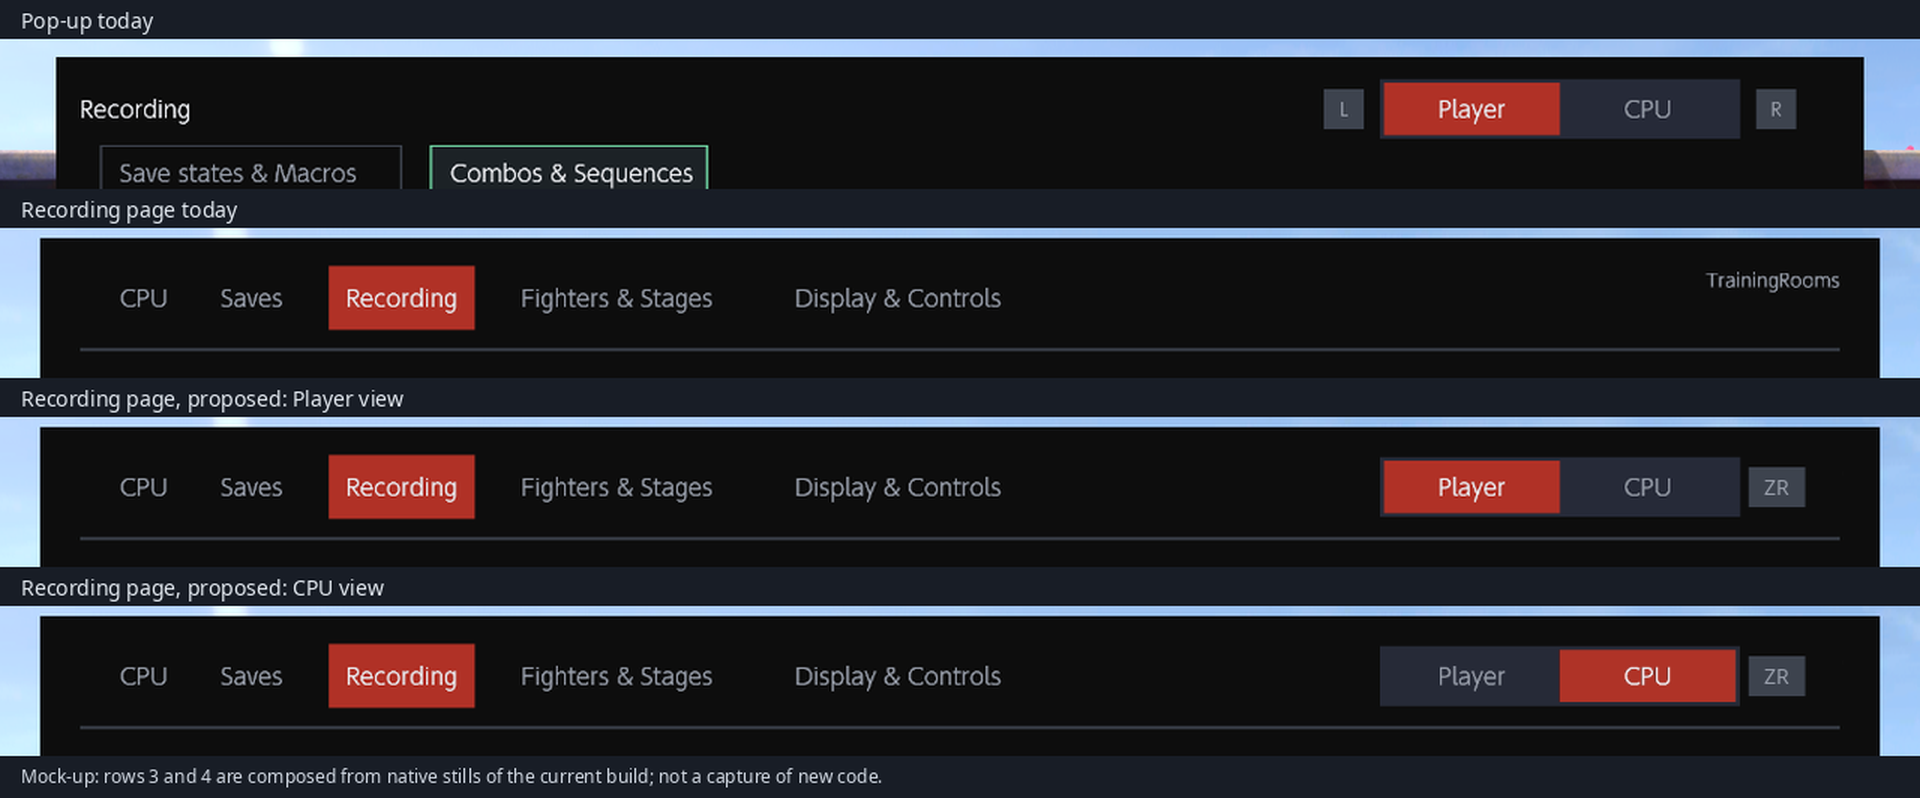 Pop-up today
Recording
L Player CPU R
Save states & Macros Combos & Sequences
Recording page today
CPU Saves Recording Fighters & Stages Display & Controls TrainingRooms
Recording page, proposed: Player view
CPU Saves Recording Fighters & Stages Display & Controls Player CPU ZR
Recording page, proposed: CPU view
CPU Saves Recording Fighters & Stages Display & Controls Player CPU ZR
Mock-up: rows 3 and 4 are composed from native stills of the current build; not a capture of new code.